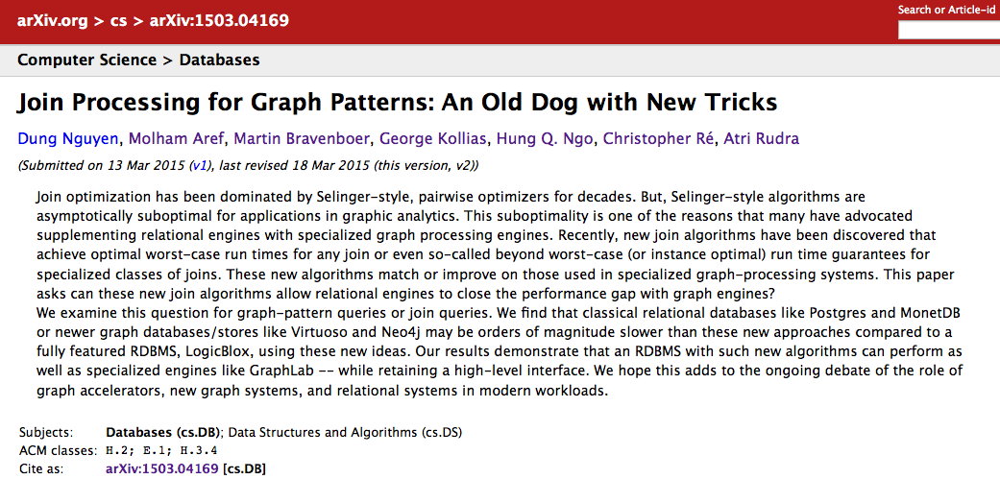 arXiv.org > cs > arXiv:1503.04169
Search or Article-id
Computer Science > Databases
Join Processing for Graph Patterns: An Old Dog with New Tricks
Dung Nguyen, Molham Aref, Martin Bravenboer, George Kollias, Hung Q. Ngo, Christopher Ré, Atri Rudra
(Submitted on 13 Mar 2015 (v1), last revised 18 Mar 2015 (this version, v2))
Join optimization has been dominated by Selinger-style, pairwise optimizers for decades. But, Selinger-style algorithms are
asymptotically suboptimal for applications in graphic analytics. This suboptimality is one of the reasons that many have advocated
supplementing relational engines with specialized graph processing engines. Recently, new join algorithms have been discovered that
achieve optimal worst-case run times for any join or even so-called beyond worst-case (or instance optimal) run time guarantees for
specialized classes of joins. These new algorithms match or improve on those used in specialized graph-processing systems. This paper
asks can these new join algorithms allow relational engines to close the performance gap with graph engines?
We examine this question for graph-pattern queries or join queries. We find that classical relational databases like Postgres and MonetDB
or newer graph databases/stores like Virtuoso and Neo4j may be orders of magnitude slower than these new approaches compared to a
fully featured RDBMS, LogicBlox, using these new ideas. Our results demonstrate that an RDBMS with such new algorithms can perform as
well as specialized engines like GraphLab -- while retaining a high-level interface. We hope this adds to the ongoing debate of the role of
graph accelerators, new graph systems, and relational systems in modern workloads.
Subjects: Databases (cs.DB); Data Structures and Algorithms (cs.DS)
ACM classes: H.2; E.1; H.3.4
Cite as: arXiv:1503.04169 [cs.DB]